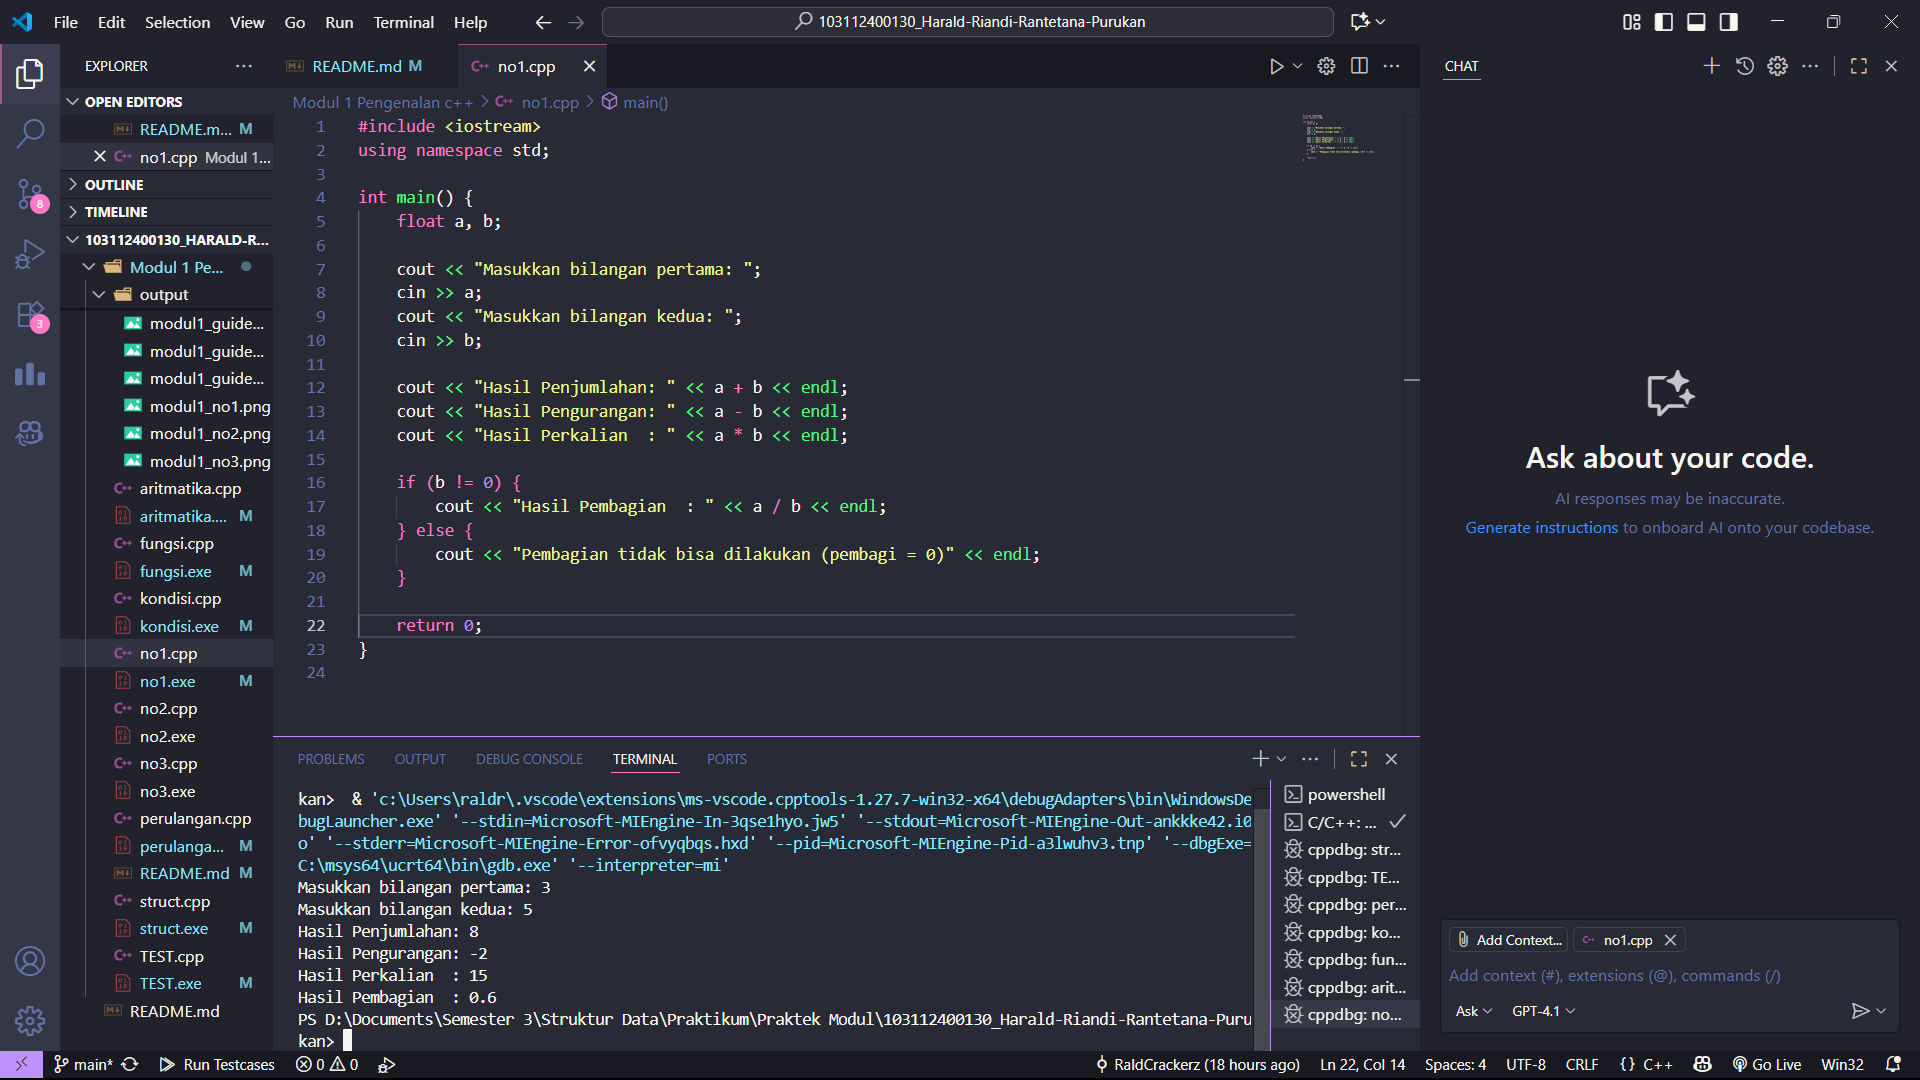 File Edit Selection View Go Run Terminal Help
103112400130_Harald-Riandi-Rantetana-Purukan
EXPLORER
OPEN EDITORS
README.m... M
no1.cpp Modul 1...
OUTLINE
TIMELINE
103112400130_HARALD-R...
Modul 1 Pe...
output
modul1_guide...
modul1_guide...
modul1_guide...
modul1_no1.png
modul1_no2.png
modul1_no3.png
aritmatika.cpp
aritmatika.... M
fungsi.cpp
fungsi.exe M
kondisi.cpp
kondisi.exe M
no1.cpp
no1.exe M
no2.cpp
no2.exe
no3.cpp
no3.exe
perulangan.cpp
perulanga... M
README.md M
struct.cpp
struct.exe M
TEST.cpp
TEST.exe M
README.md
8
3
README.md M
no1.cpp
Modul 1 Pengenalan c++ > no1.cpp > main()
1 #include <iostream>
2 using namespace std;
3
4 int main() {
5 float a, b;
6
7 cout << "Masukkan bilangan pertama: ";
8 cin >> a;
9 cout << "Masukkan bilangan kedua: ";
10 cin >> b;
11
12 cout << "Hasil Penjumlahan: " << a + b << endl;
13 cout << "Hasil Pengurangan: " << a - b << endl;
14 cout << "Hasil Perkalian  : " << a * b << endl;
15
16 if (b != 0) {
17 cout << "Hasil Pembagian  : " << a / b << endl;
18 } else {
19 cout << "Pembagian tidak bisa dilakukan (pembagi = 0)" << endl;
20 }
21
22 return 0;
23 }
24
PROBLEMS OUTPUT DEBUG CONSOLE TERMINAL PORTS
kan>  & 'c:\Users\raldr\.vscode\extensions\ms-vscode.cpptools-1.27.7-win32-x64\debugAdapters\bin\WindowsDe
bugLauncher.exe' '--stdin=Microsoft-MIEngine-In-3qse1hyo.jw5' '--stdout=Microsoft-MIEngine-Out-ankkke42.i0
o' '--stderr=Microsoft-MIEngine-Error-ofvyqbqs.hxd' '--pid=Microsoft-MIEngine-Pid-a3lwuhv3.tnp' '--dbgExe=
C:\msys64\ucrt64\bin\gdb.exe' '--interpreter=mi'
Masukkan bilangan pertama: 3
Masukkan bilangan kedua: 5
Hasil Penjumlahan: 8
Hasil Pengurangan: -2
Hasil Perkalian  : 15
Hasil Pembagian  : 0.6
PS D:\Documents\Semester 3\Struktur Data\Praktikum\Praktek Modul\103112400130_Harald-Riandi-Rantetana-Puru
kan>
powershell
C/C++: ...
cppdbg: str...
cppdbg: TE...
cppdbg: per...
cppdbg: ko...
cppdbg: fun...
cppdbg: arit...
cppdbg: no...
CHAT
Ask about your code.
AI responses may be inaccurate.
Generate instructions to onboard AI onto your codebase.
Add Context... no1.cpp
Add context (#), extensions (@), commands (/)
Ask GPT-4.1
main* Run Testcases 0 0 RaldCrackerz (18 hours ago) Ln 22, Col 14 Spaces: 4 UTF-8 CRLF {} C++ Go Live Win32